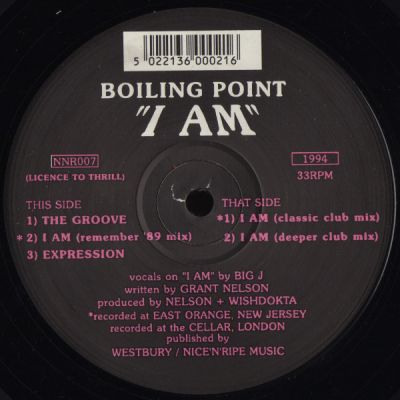 5 022136 000216
BOILING POINT
"I AM"
NNR007
(LICENCE TO THRILL)
1994
33RPM
THIS SIDE
1) THE GROOVE
*2) I AM (remember '89 mix)
3) EXPRESSION
THAT SIDE
*1) I AM (classic club mix)
2) I AM (deeper club mix)
vocals on "I AM" by BIG J
written by GRANT NELSON
produced by NELSON + WISHDOKTA
*recorded at EAST ORANGE, NEW JERSEY
recorded at the CELLAR, LONDON
published by
WESTBURY / NICE'N'RIPE MUSIC